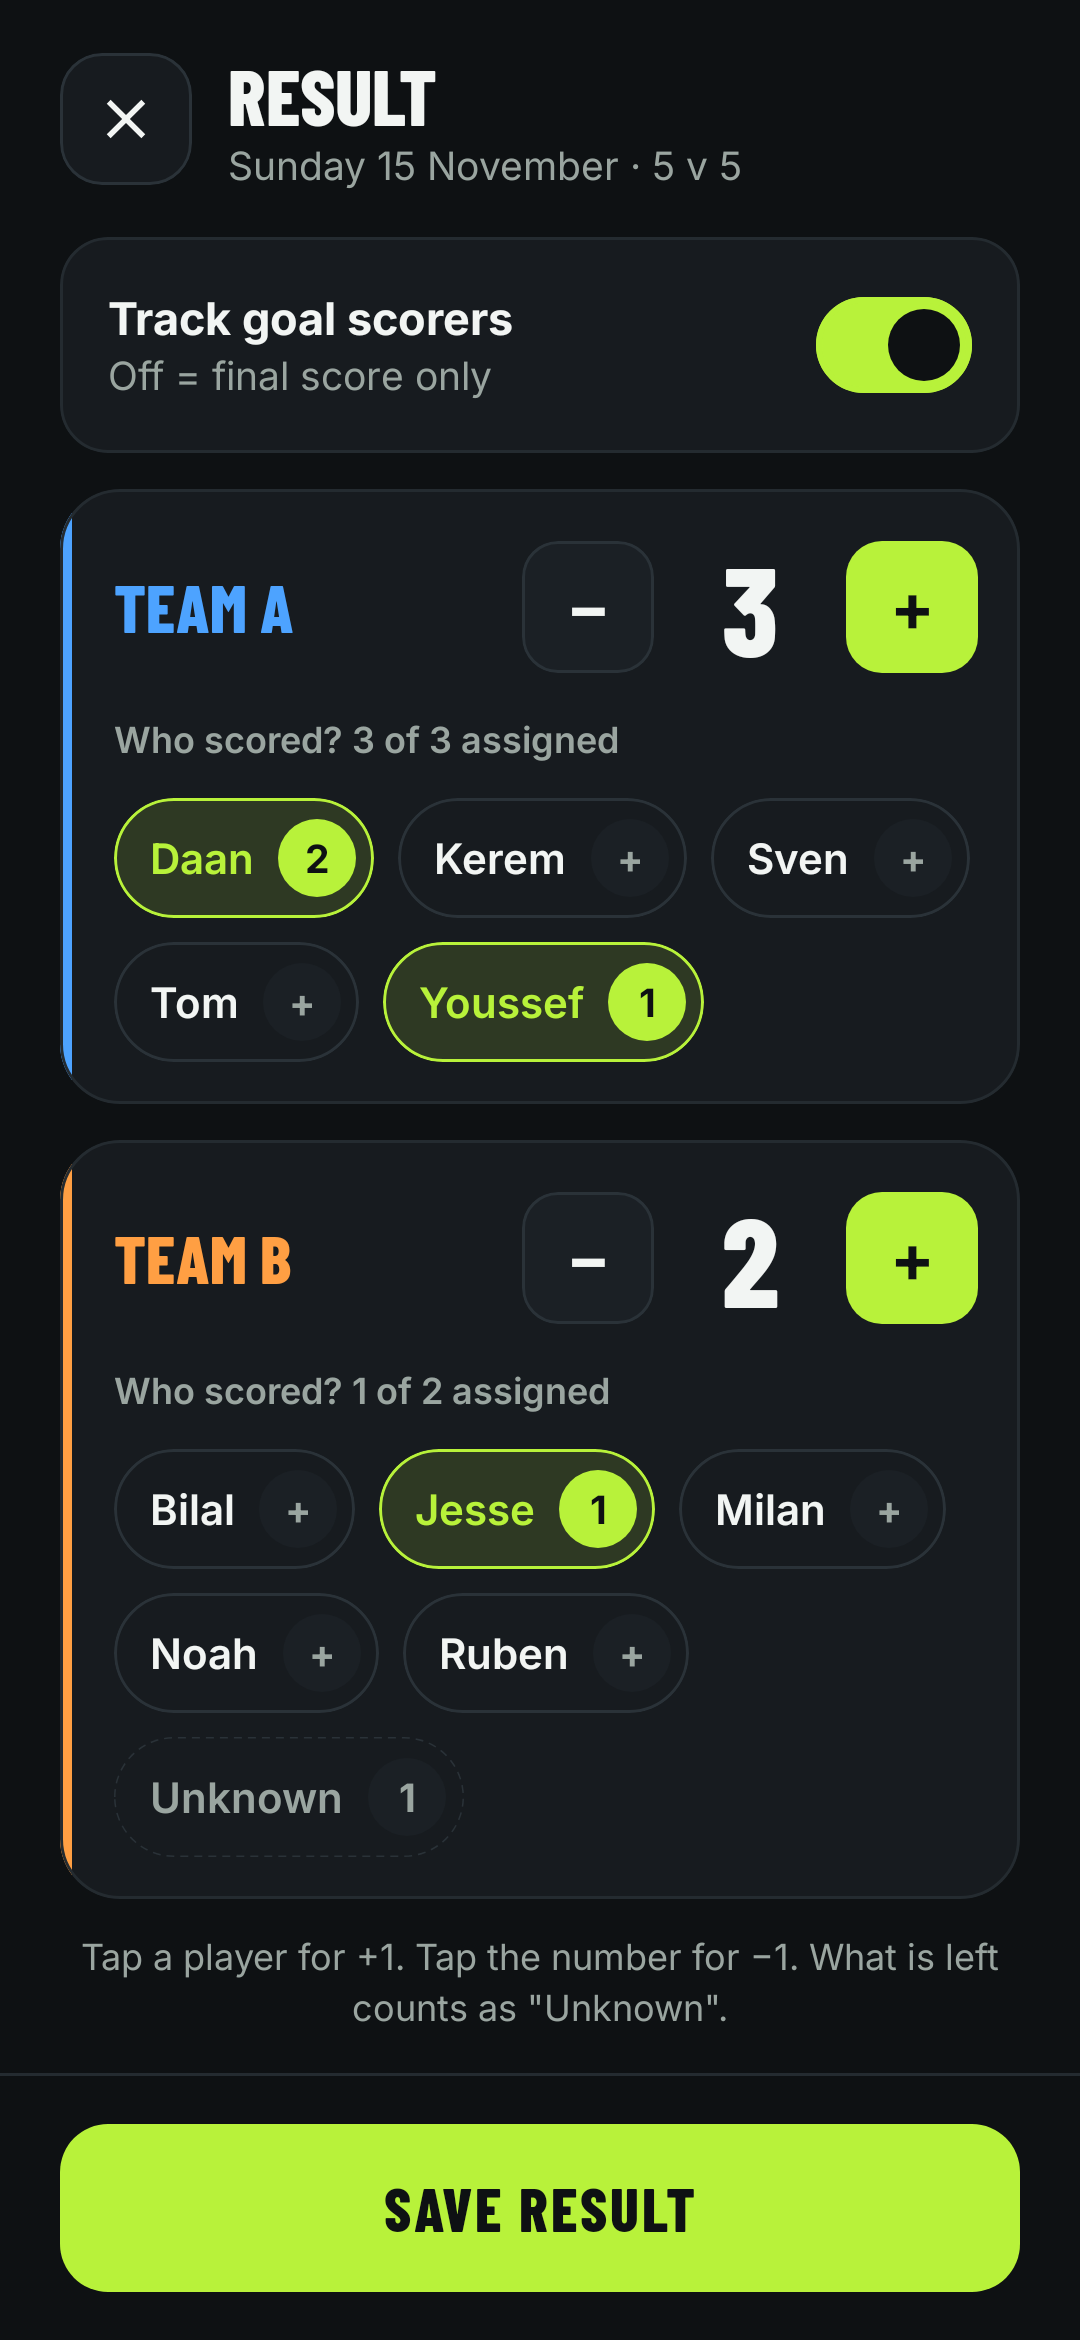 RESULT
Sunday 15 November · 5 v 5
Track goal scorers
Off = final score only
TEAM A − 3 +
Who scored? 3 of 3 assigned
Daan 2 Kerem + Sven +
Tom + Youssef 1
TEAM B − 2 +
Who scored? 1 of 2 assigned
Bilal + Jesse 1 Milan +
Noah + Ruben +
Unknown 1
Tap a player for +1. Tap the number for −1. What is left
counts as "Unknown".
SAVE RESULT